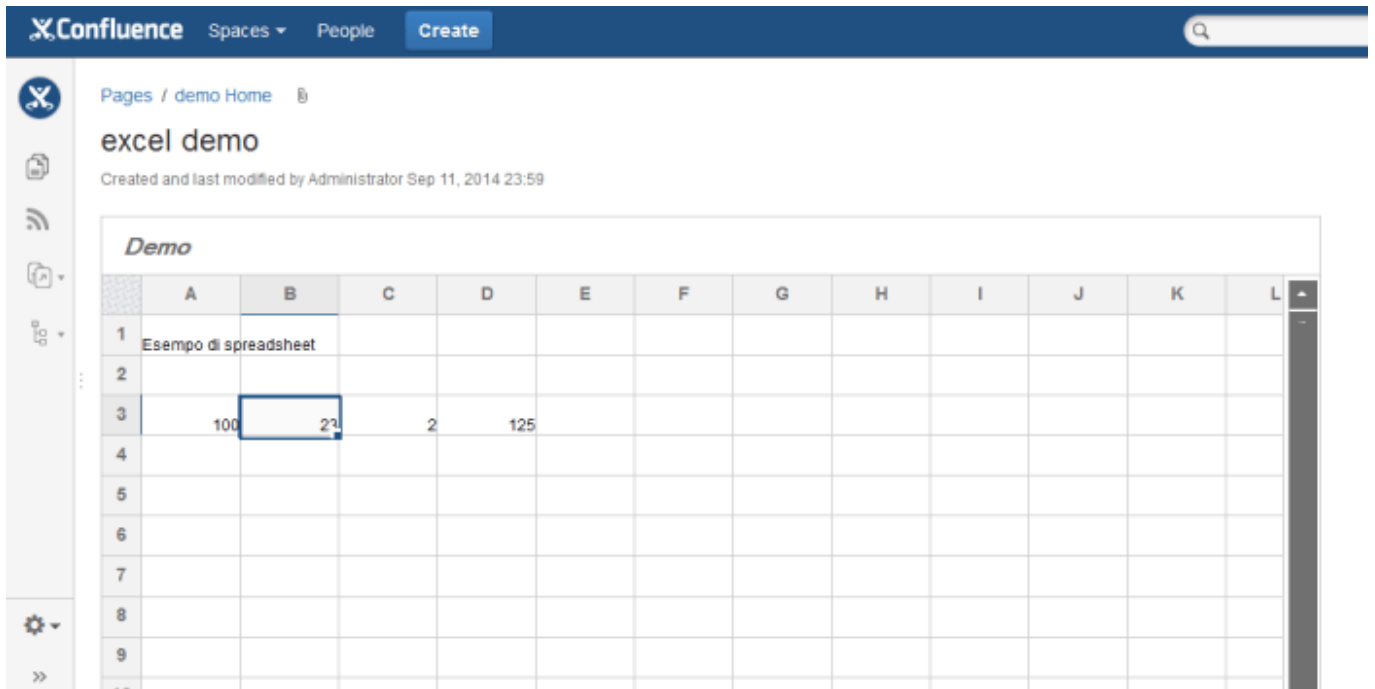 Confluence Spaces People Create
Pages / demo Home
excel demo
Created and last modified by Administrator Sep 11, 2014 23:59
Demo
A B C D E F G H I J K L
1 Esempo di spreadsheet
2
3 100 23 2 125
4
5
6
7
8
9